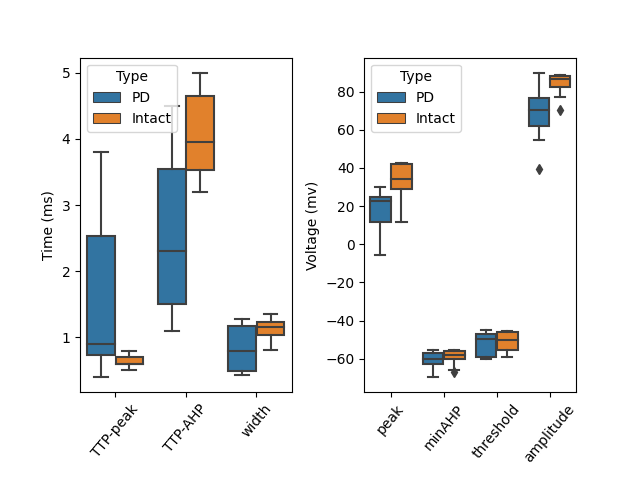 Type
PD
Intact
5
4
3
2
1
Time (ms)
TTP-peak
TTP-AHP
width
Type
PD
Intact
80
60
40
20
0
−20
−40
−60
Voltage (mv)
peak
minAHP
threshold
amplitude